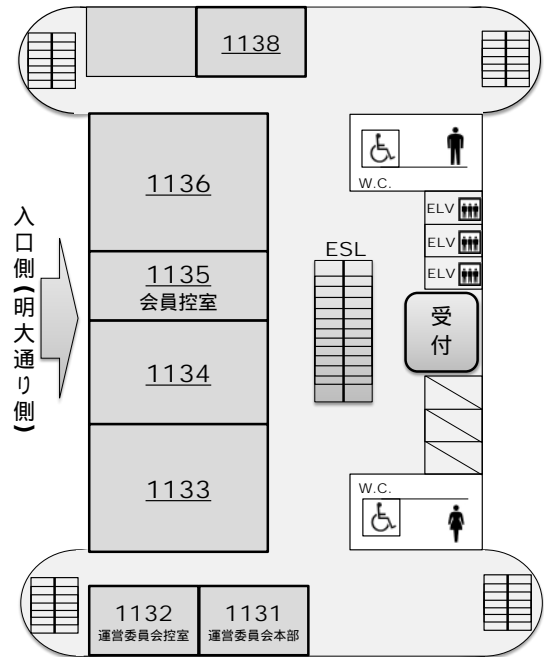 1138
1136
W.C.
ELV
ELV
ELV
ESL
1135
会員控室
入口側(明大通り側)
受付
1134
1133
W.C.
1132
運営委員会控室
1131
運営委員会本部